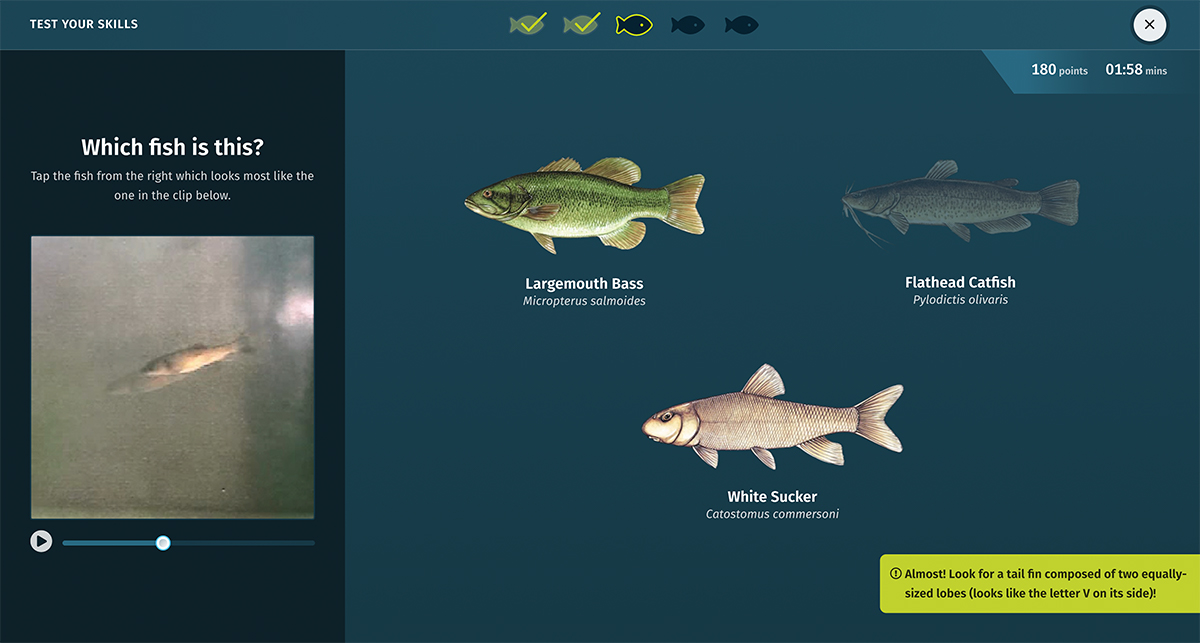 TEST YOUR SKILLS
180 points 01:58 mins
Which fish is this?
Tap the fish from the right which looks most like the
one in the clip below.
Largemouth Bass
Micropterus salmoides
Flathead Catfish
Pylodictis olivaris
White Sucker
Catostomus commersoni
Almost! Look for a tail fin composed of two equally-
sized lobes (looks like the letter V on its side)!